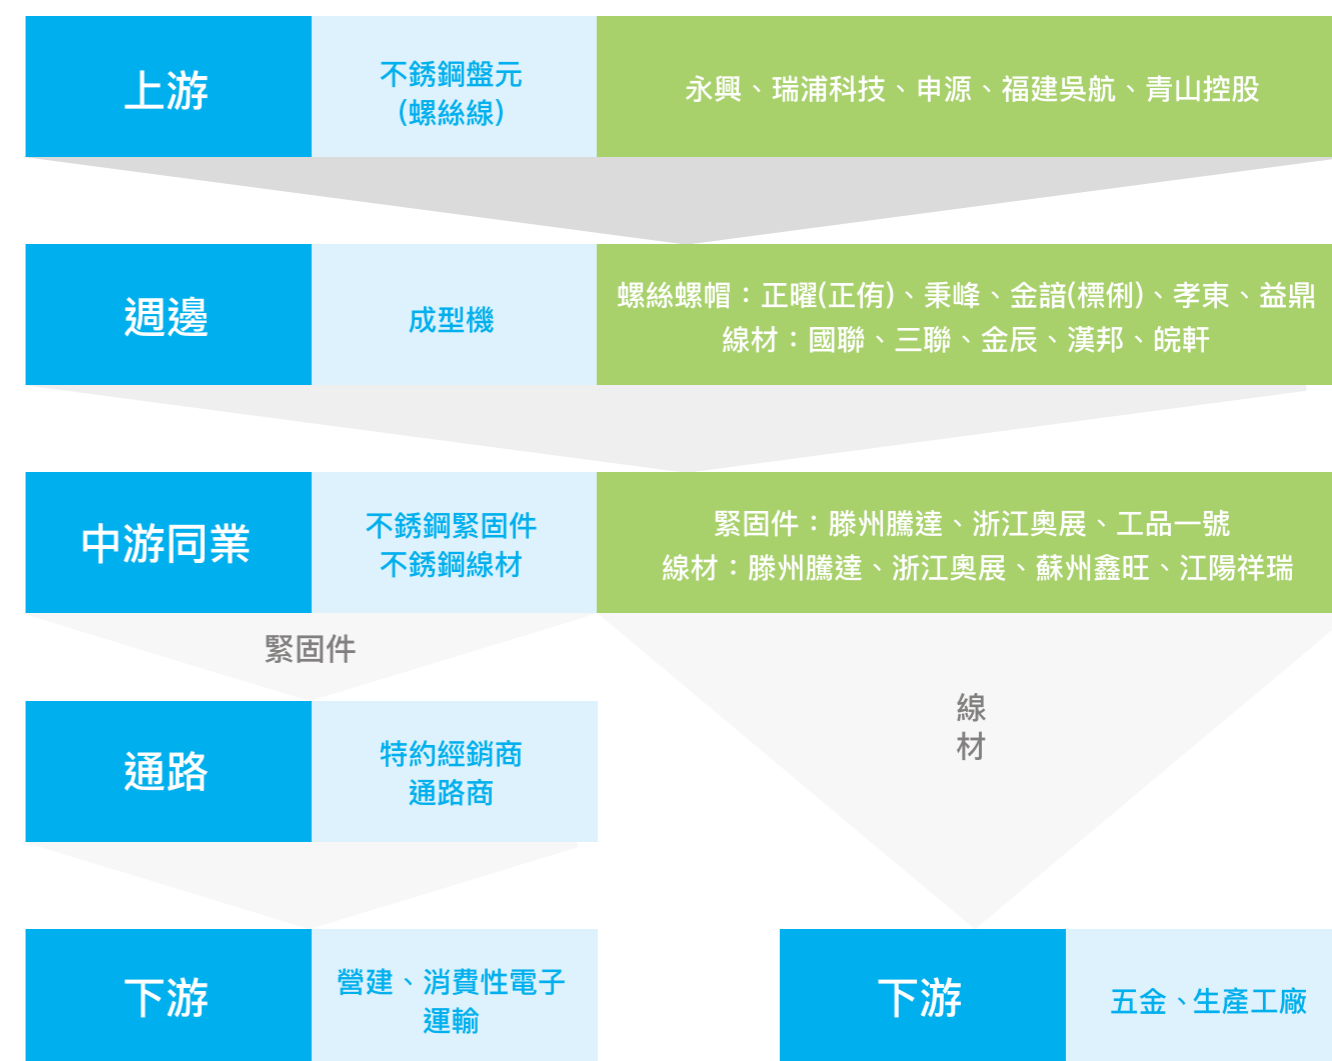 上游
不銹鋼盤元
(螺絲線)
永興、瑞浦科技、申源、福建吳航、青山控股
週邊
成型機
螺絲螺帽：正曜(正侑)、秉峰、金諳(標俐)、孝東、益鼎
線材：國聯、三聯、金辰、漢邦、皖軒
中游同業
不銹鋼緊固件
不銹鋼線材
緊固件：滕州騰達、浙江奧展、工品一號
線材：滕州騰達、浙江奧展、蘇州鑫旺、江陽祥瑞
緊固件
線
材
通路
特約經銷商
通路商
下游
營建、消費性電子
運輸
下游
五金、生產工廠